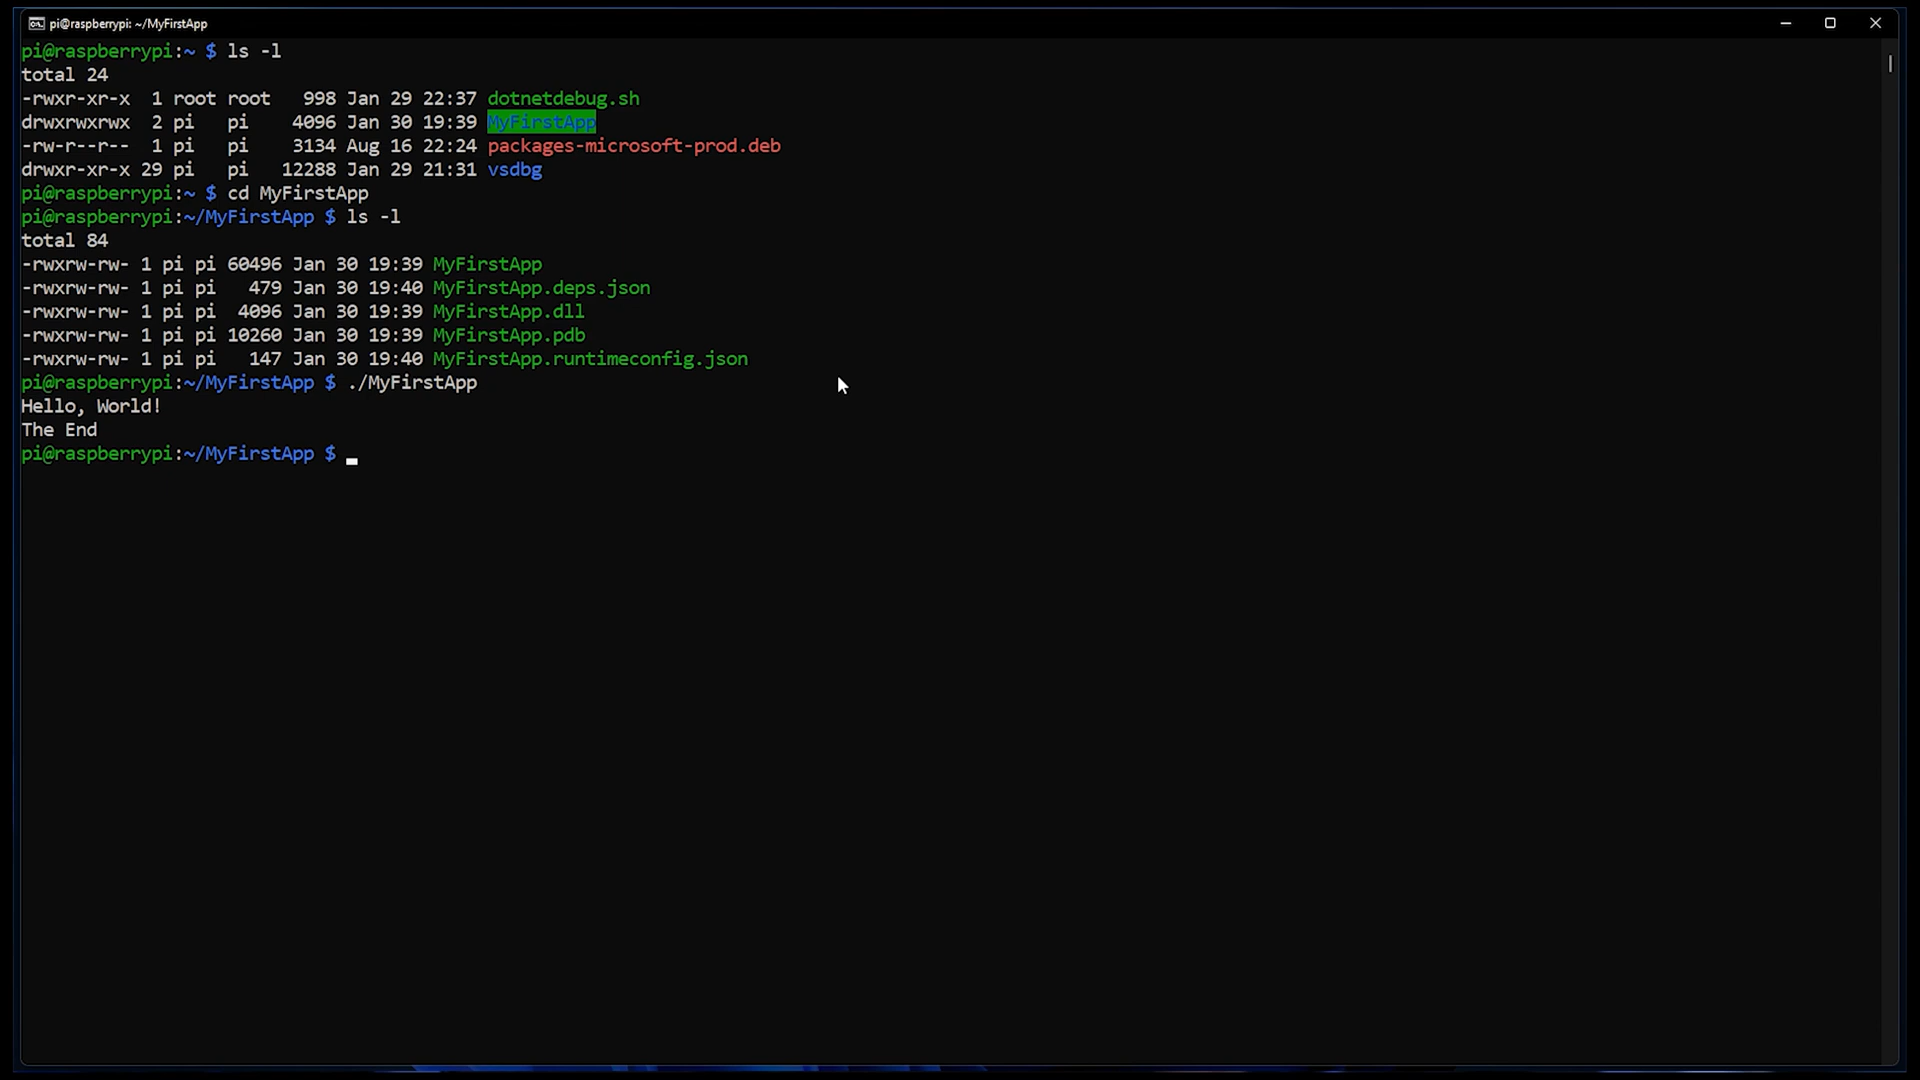 pi@raspberrypi: ~/MyFirstApp
pi@raspberrypi:~ $ ls -l
total 24
-rwxr-xr-x  1 root root   998 Jan 29 22:37 dotnetdebug.sh
drwxrwxrwx  2 pi   pi    4096 Jan 30 19:39 MyFirstApp
-rw-r--r--  1 pi   pi    3134 Aug 16 22:24 packages-microsoft-prod.deb
drwxr-xr-x 29 pi   pi   12288 Jan 29 21:31 vsdbg
pi@raspberrypi:~ $ cd MyFirstApp
pi@raspberrypi:~/MyFirstApp $ ls -l
total 84
-rwxrw-rw- 1 pi pi 60496 Jan 30 19:39 MyFirstApp
-rwxrw-rw- 1 pi pi   479 Jan 30 19:40 MyFirstApp.deps.json
-rwxrw-rw- 1 pi pi  4096 Jan 30 19:39 MyFirstApp.dll
-rwxrw-rw- 1 pi pi 10260 Jan 30 19:39 MyFirstApp.pdb
-rwxrw-rw- 1 pi pi   147 Jan 30 19:40 MyFirstApp.runtimeconfig.json
pi@raspberrypi:~/MyFirstApp $ ./MyFirstApp
Hello, World!
The End
pi@raspberrypi:~/MyFirstApp $